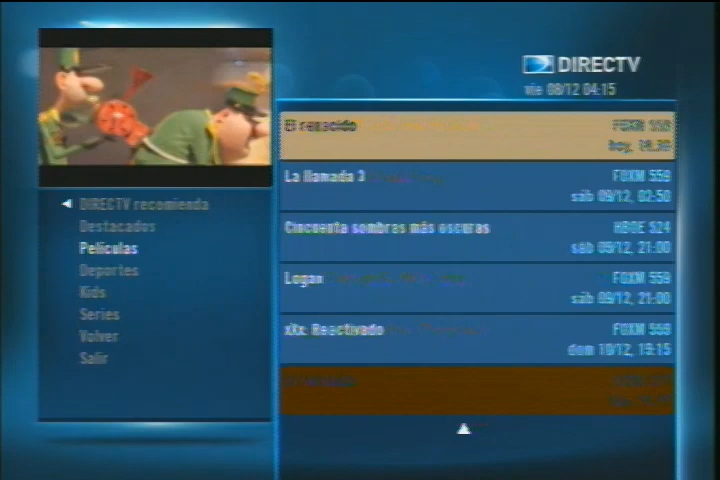 DIRECTV
vie 08/12 04:15
DIRECTV recomienda
Destacados
Películas
Deportes
Kids
Series
Volver
Salir
El renacido
FOXM 559
hoy,
La llamada 3
FOXM 559
sáb 09/12, 02:50
Cincuenta sombras más oscuras
HBOE 524
sáb 09/12, 21:00
Logan
FOXM 559
sáb 09/12, 21:00
xXx: Reactivado
FOXM 559
dom 10/12, 19:15